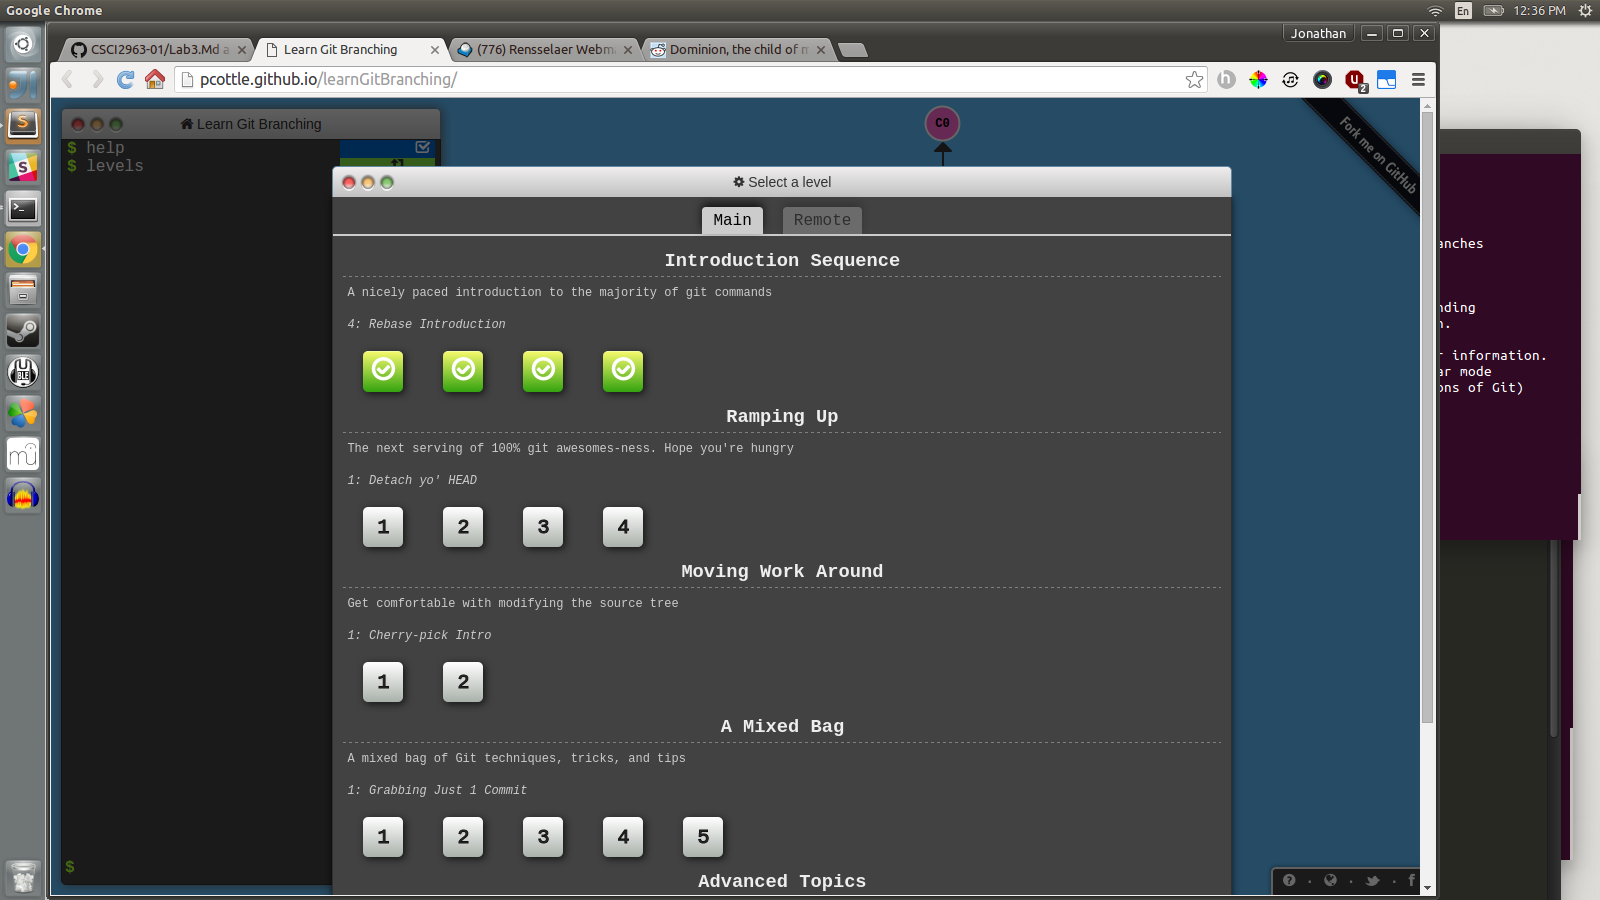 Google Chrome
En
12:36 PM
Jonathan
CSCI2963-01/Lab3.Md a
Learn Git Branching
(776) Rensselaer Webma
Dominion, the child of m
pcottle.github.io/learnGitBranching/
2
Learn Git Branching
$ help
$ levels
C0
Fork me on GitHub
Select a level
Main
Remote
Introduction Sequence
A nicely paced introduction to the majority of git commands
4: Rebase Introduction
Ramping Up
The next serving of 100% git awesomes-ness. Hope you're hungry
1: Detach yo' HEAD
1 2 3 4
Moving Work Around
Get comfortable with modifying the source tree
1: Cherry-pick Intro
1 2
A Mixed Bag
A mixed bag of Git techniques, tricks, and tips
1: Grabbing Just 1 Commit
1 2 3 4 5
Advanced Topics
$
anches
nding
n.
r information.
ar mode
ons of Git)